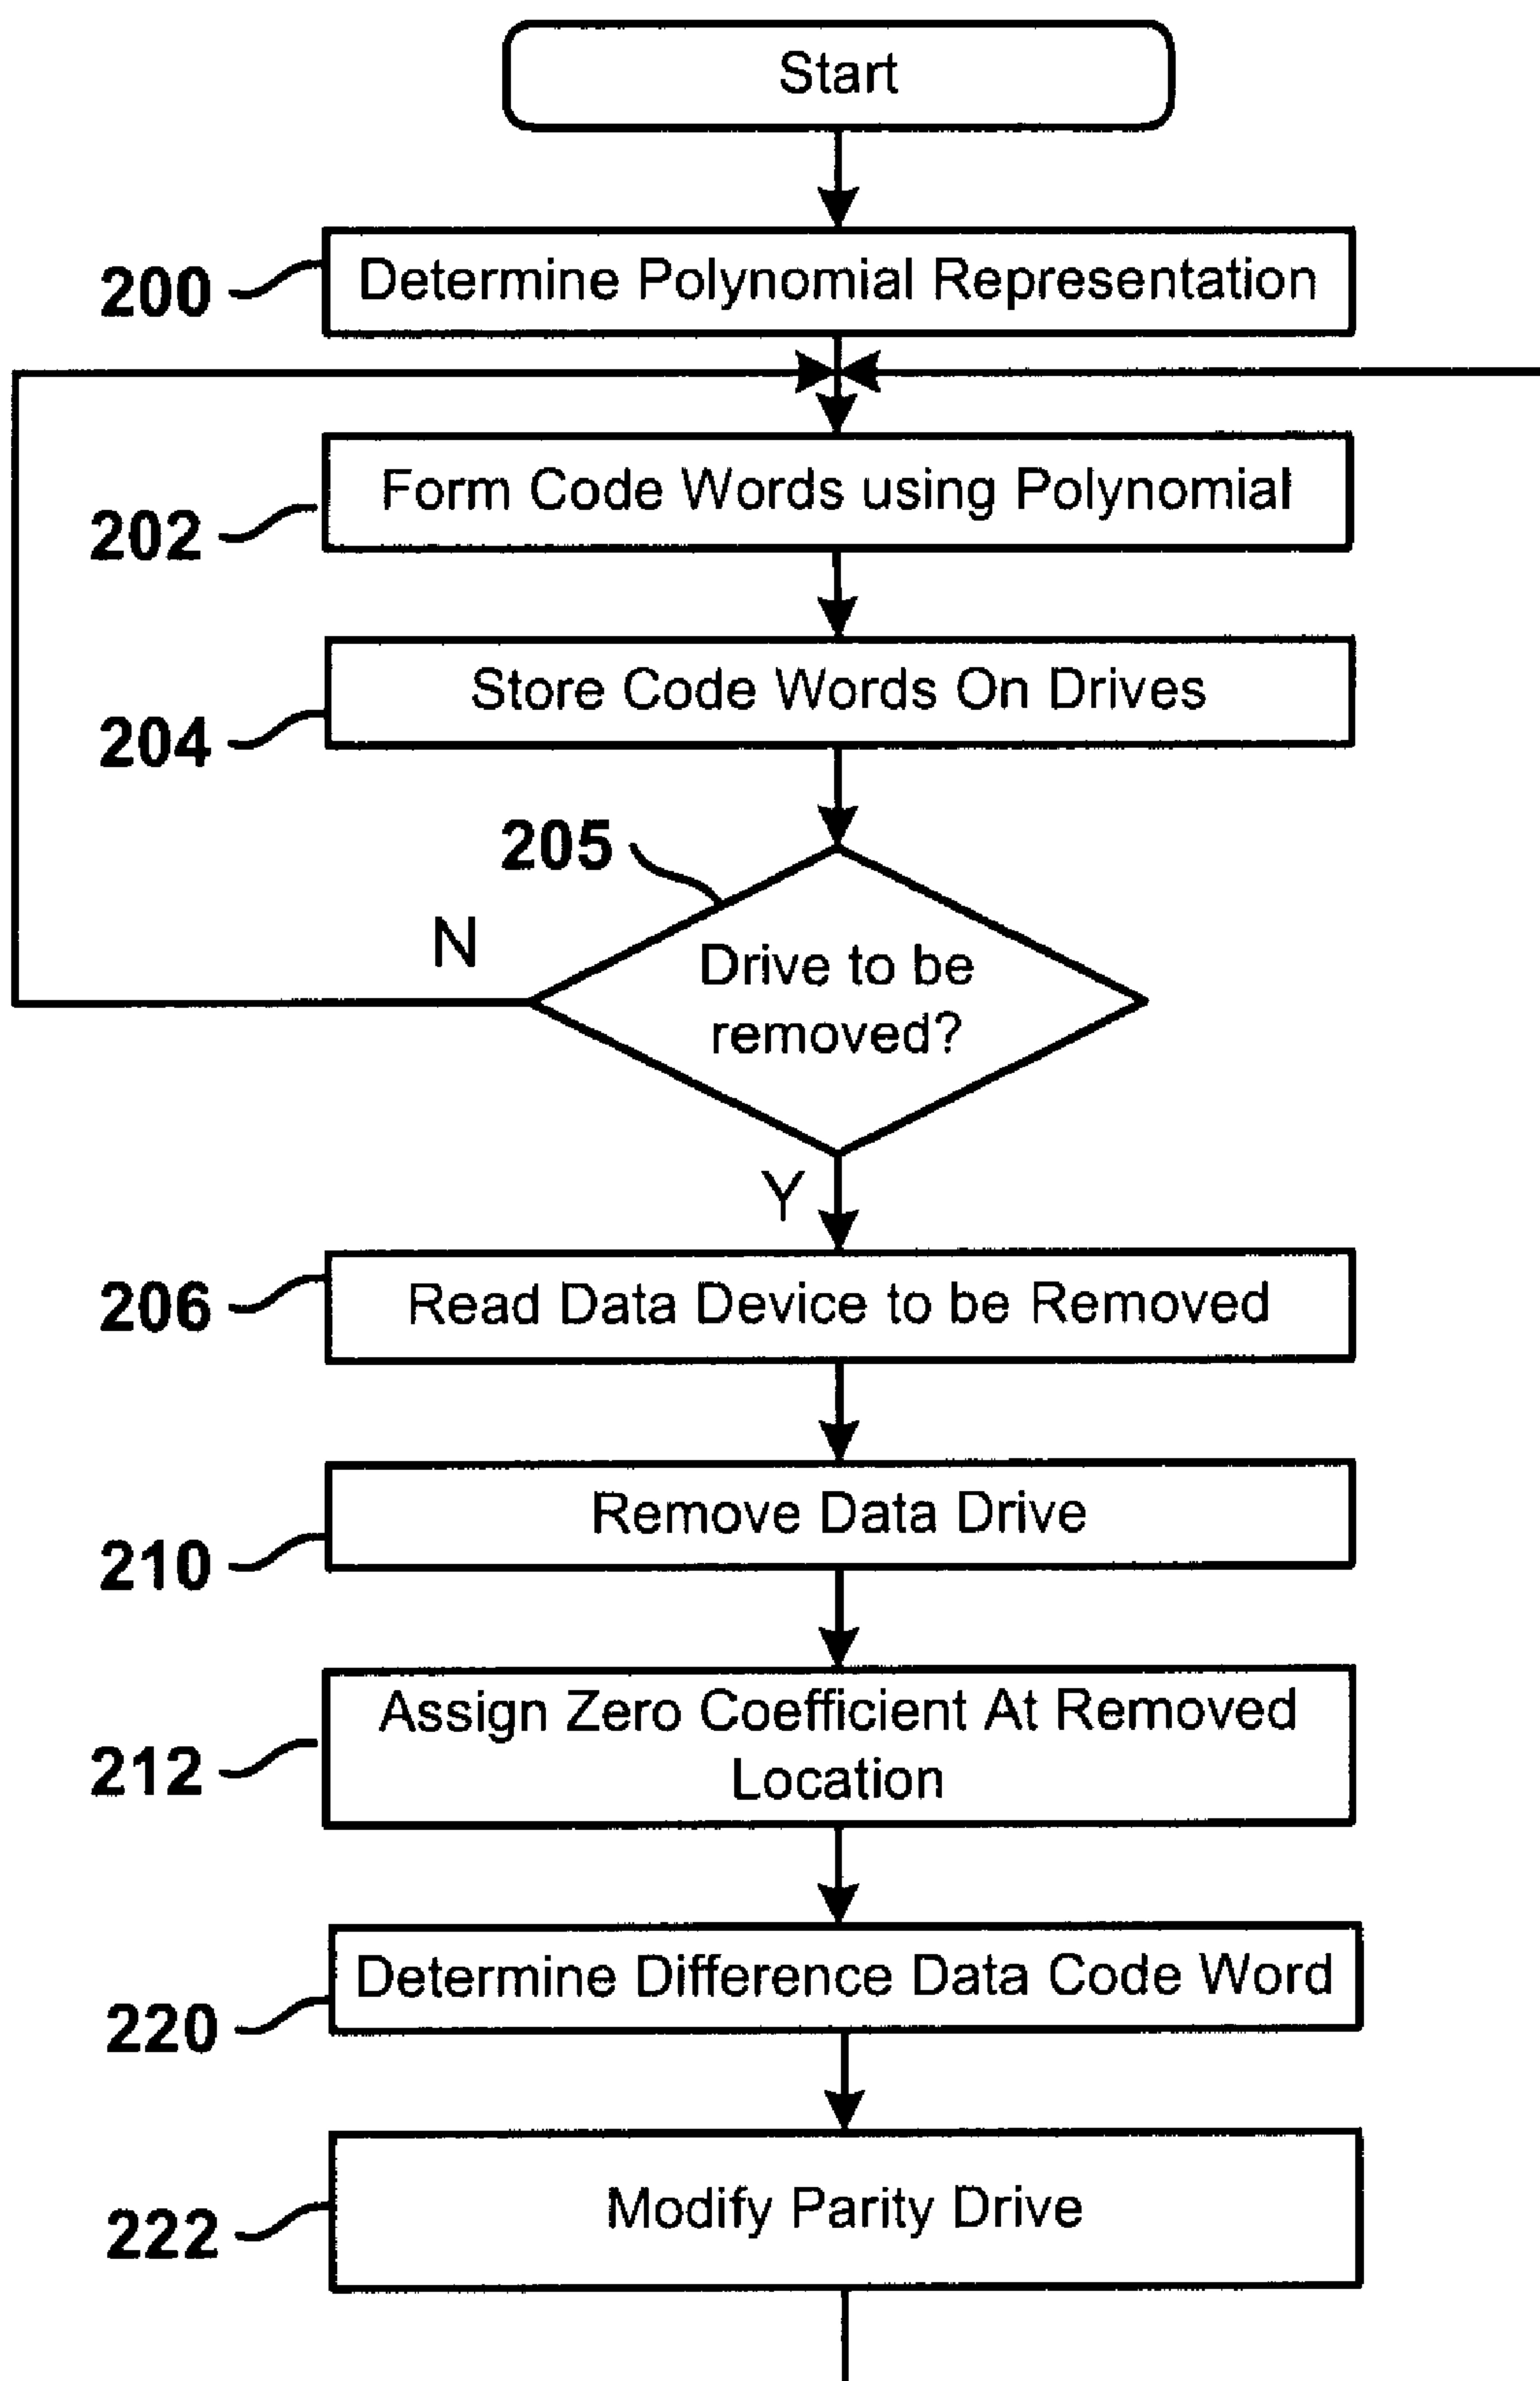 Start
200
Determine Polynomial Representation
202
Form Code Words using Polynomial
204
Store Code Words On Drives
205
N
Drive to be
removed?
Y
206
Read Data Device to be Removed
210
Remove Data Drive
212
Assign Zero Coefficient At Removed
Location
220
Determine Difference Data Code Word
222
Modify Parity Drive